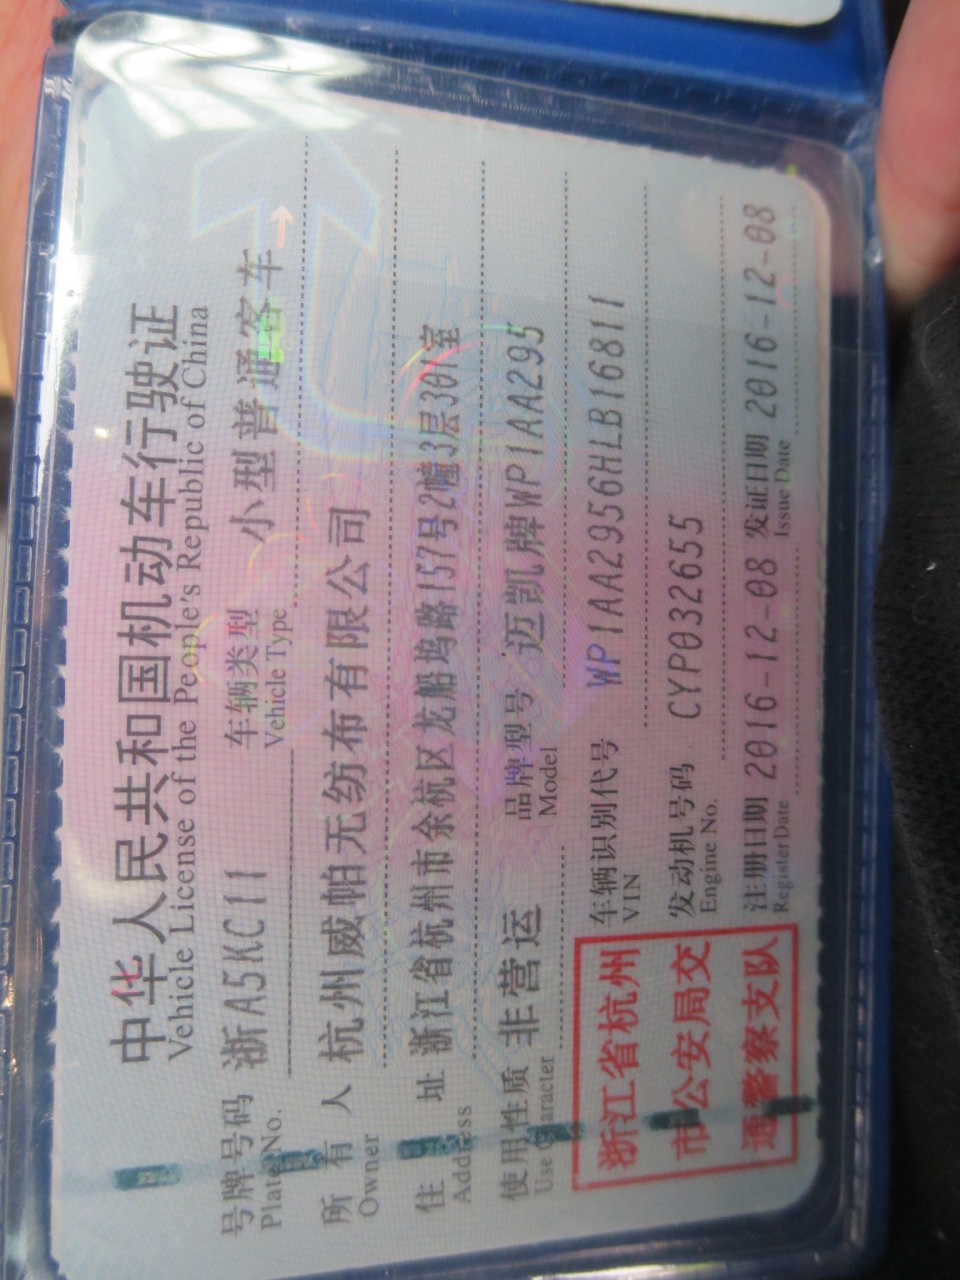 中华人民共和国机动车行驶证
Vehicle License of the People's Republic of China
号牌号码 浙A5KC11 车辆类型 小型普通客车
Plate No. Vehicle Type
所有人 杭州威帕无纺布有限公司
Owner
住址 浙江省杭州市余杭区龙船坞路157号2幢3层301室
Address
使用性质 非营运 品牌型号 迈凯牌WP1AA295
Use Character Model
浙江省杭州市公安局交通警察支队
车辆识别代号 WP1AA2956HLB16811
VIN
发动机号码 CYP032655
Engine No.
注册日期 2016-12-08 发证日期 2016-12-08
Register Date Issue Date